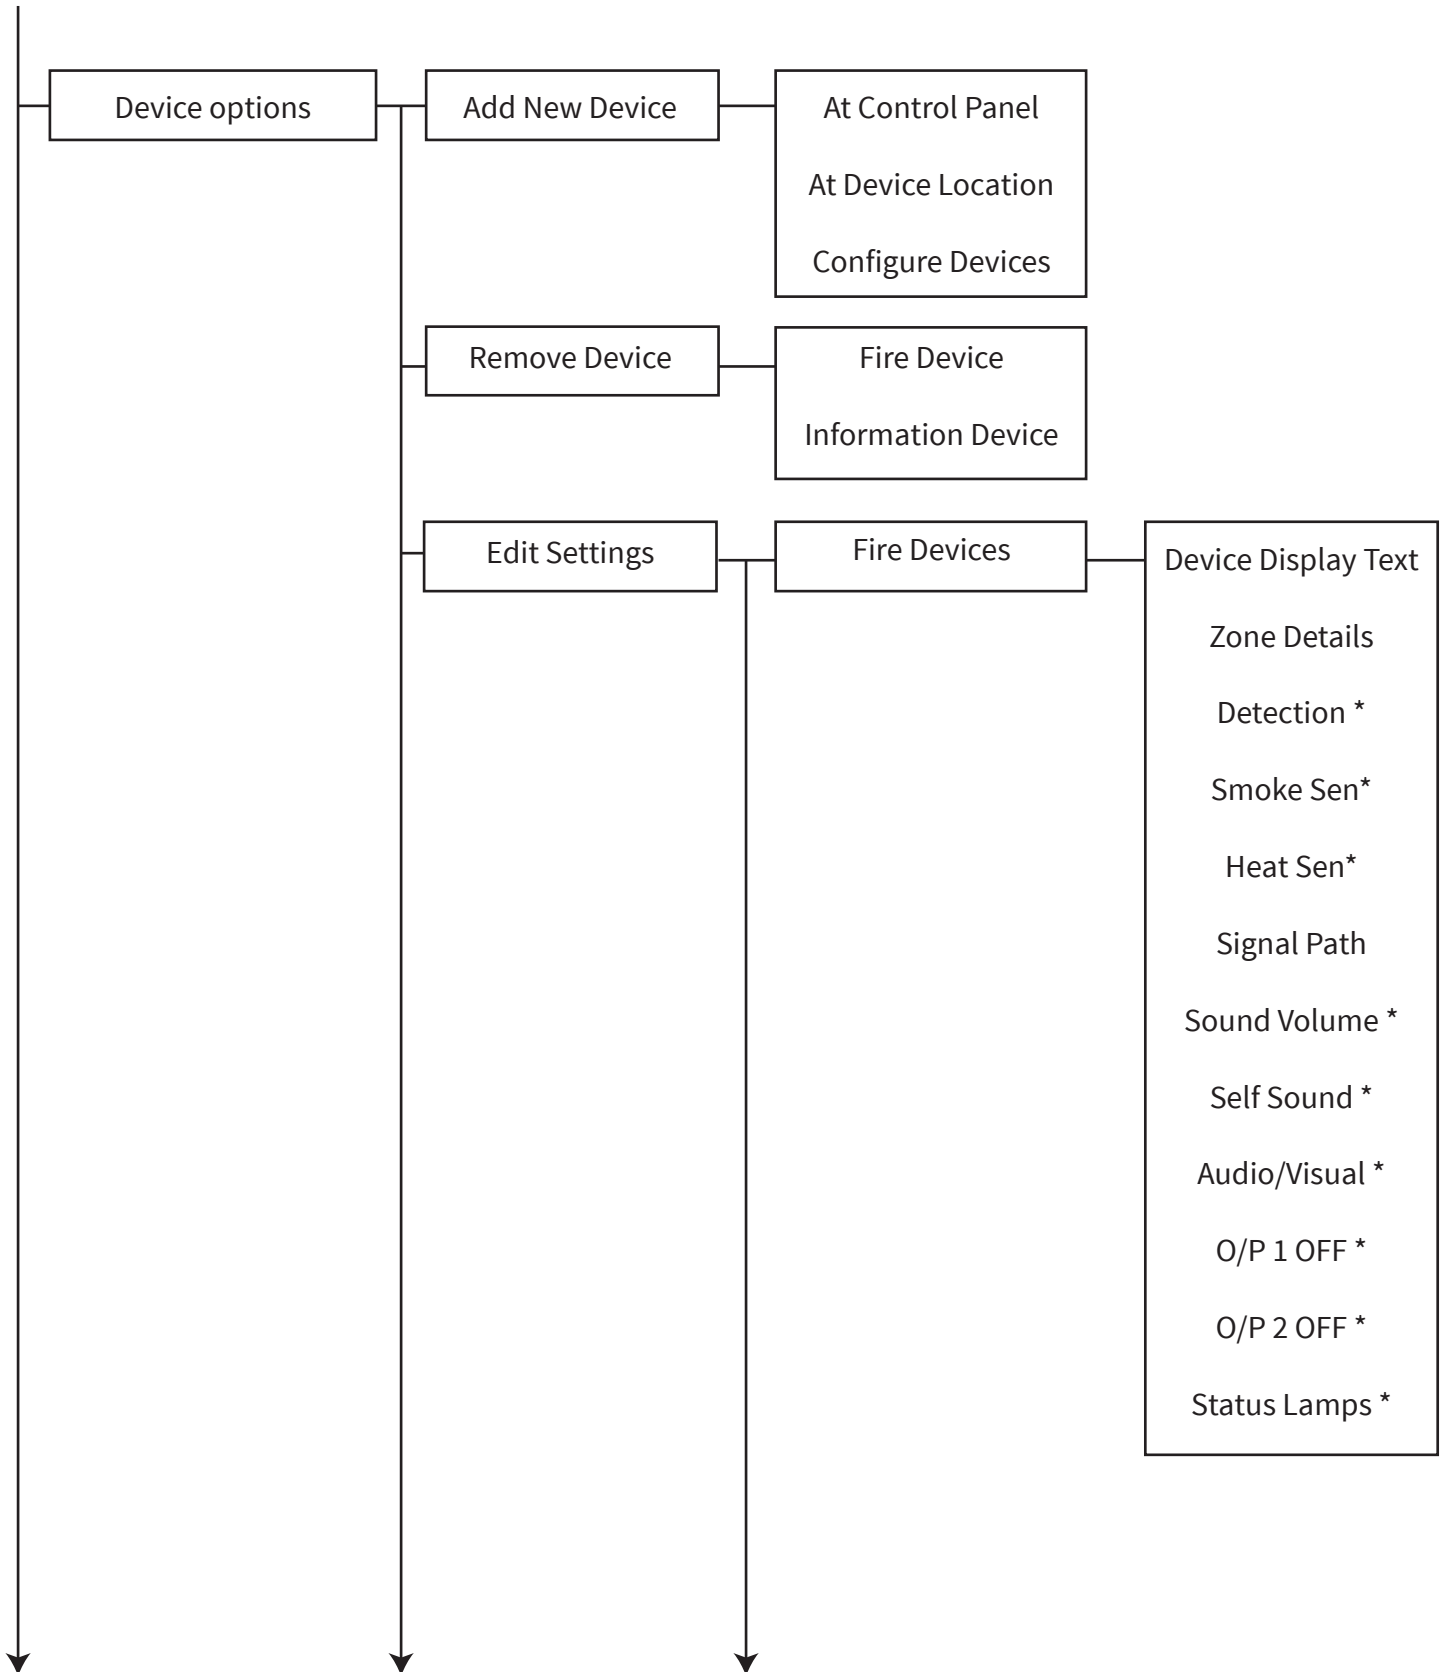 Device options
Add New Device
At Control Panel
At Device Location
Configure Devices
Remove Device
Fire Device
Information Device
Edit Settings
Fire Devices
Device Display Text
Zone Details
Detection *
Smoke Sen*
Heat Sen*
Signal Path
Sound Volume *
Self Sound *
Audio/Visual *
O/P 1 OFF *
O/P 2 OFF *
Status Lamps *